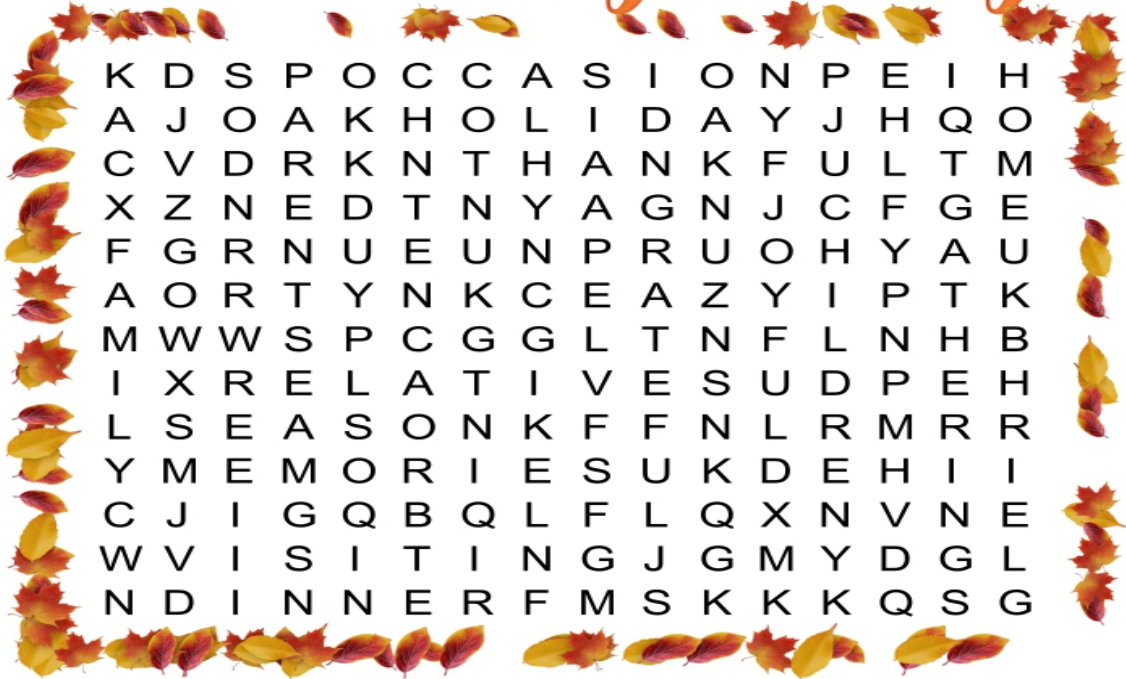 K D S P O C C A S I O N P E I H
A J O A K H O L I D A Y J H Q O
C V D R K N T H A N K F U L T M
X Z N E D T N Y A G N J C F G E
F G R N U E U N P R U O H Y A U
A O R T Y N K C E A Z Y I P T K
M W W S P C G G L T N F L N H B
I X R E L A T I V E S U D P E H
L S E A S O N K F F N L R M R R
Y M E M O R I E S U K D E H I I
C J I G Q B Q L F L Q X N V N E
W V I S I T I N G J G M Y D G L
N D I N N E R F M S K K K Q S G